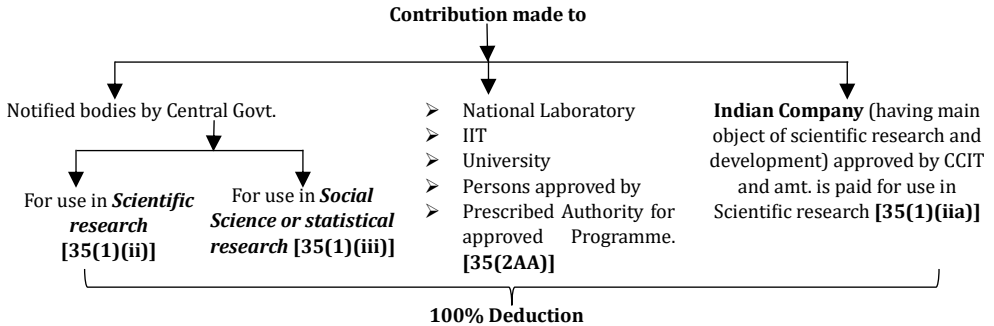 Contribution made to
Notified bodies by Central Govt.
For use in Scientific
research
[35(1)(ii)]
For use in Social
Science or statistical
research [35(1)(iii)]
➢ National Laboratory
➢ IIT
➢ University
➢ Persons approved by
➢ Prescribed Authority for
approved Programme.
[35(2AA)]
Indian Company (having main
object of scientific research and
development) approved by CCIT
and amt. is paid for use in
Scientific research [35(1)(iia)]
100% Deduction